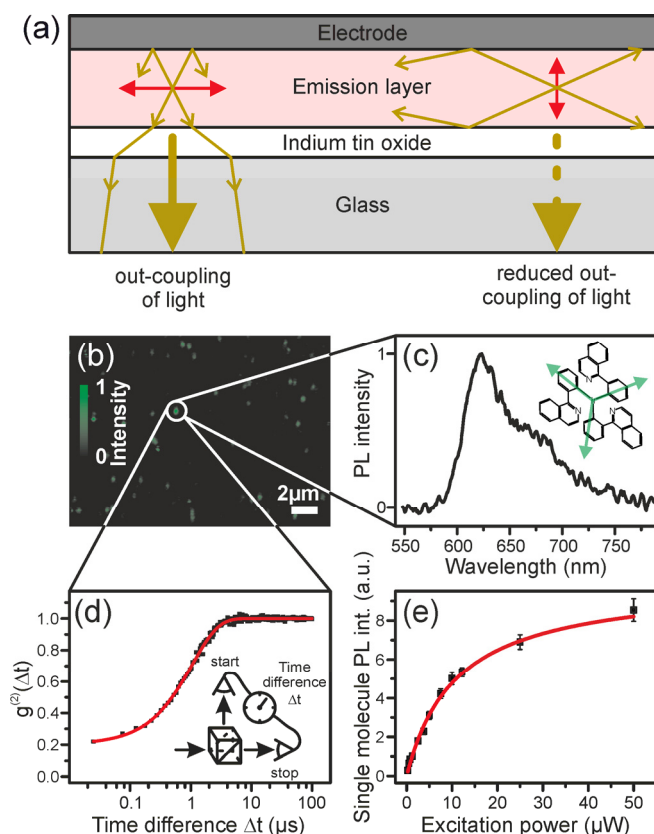 (a)
Electrode
Emission layer
Indium tin oxide
Glass
out-coupling
of light
reduced out-
coupling of light
(b)
1
Intensity
0
2µm
(c)
1
0
PL intensity
N
N
N
550 600 650 700 750
Wavelength (nm)
(d)
1.0
0.8
0.6
0.4
0.2
0.0
g(2)(Δt)
start
Time
difference
Δt
stop
0.1 1 10 100
Time difference Δt (µs)
(e)
8
6
4
2
0
Single molecule PL int. (a.u.)
0 10 20 30 40 50
Excitation power (µW)